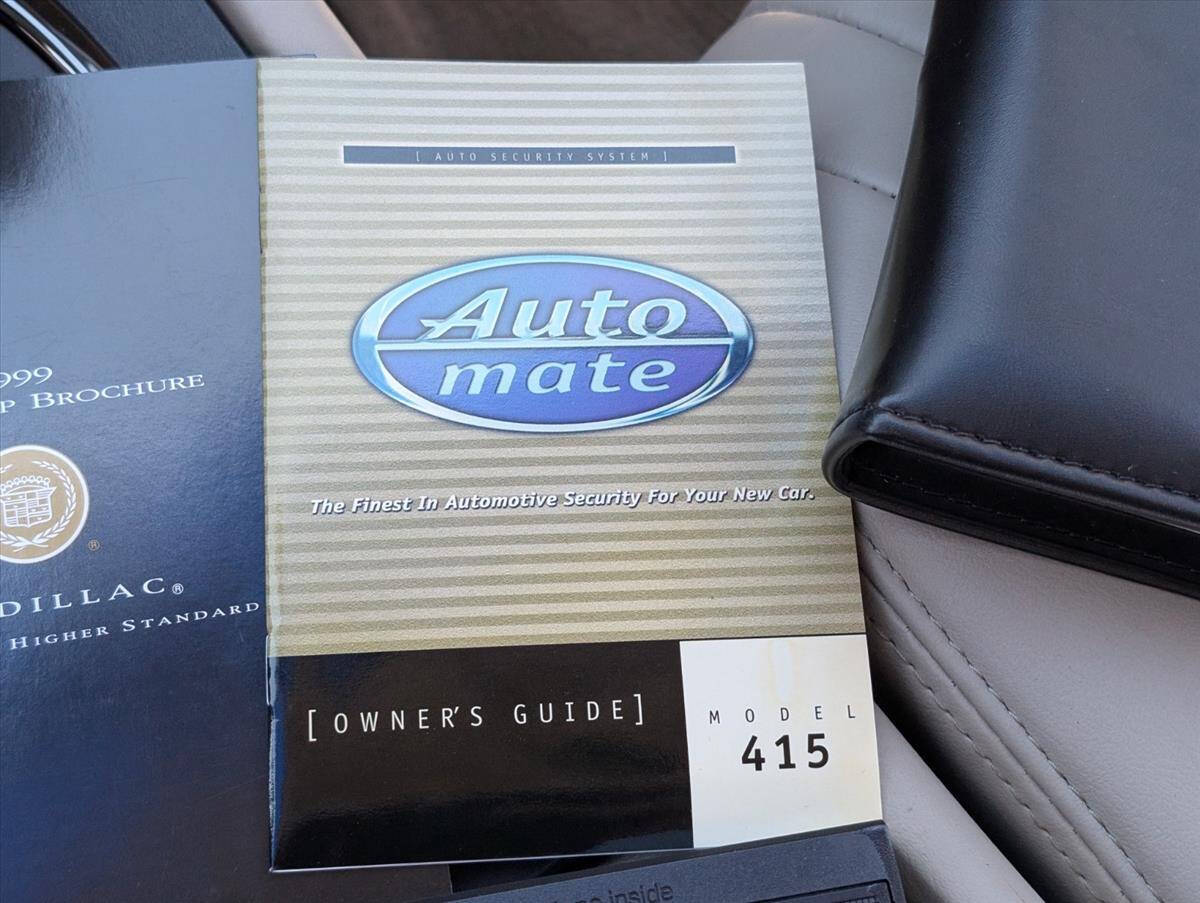 [ AUTO SECURITY SYSTEM ]
Auto
mate
The Finest In Automotive Security For Your New Car.
[OWNER'S GUIDE]
MODEL
415
999
P BROCHURE
®
DILLAC®
HIGHER STANDARD
inside